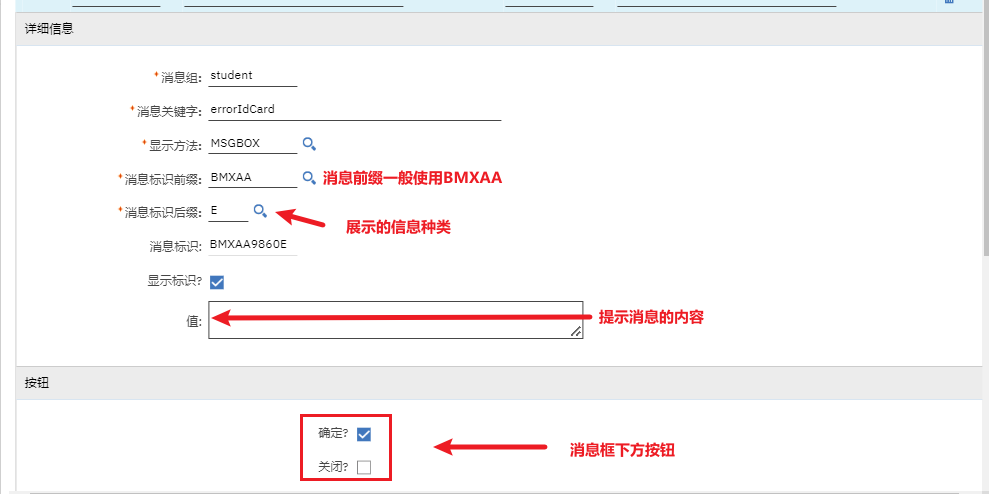 详细信息
*消息组: student
*消息关键字: errorIdCard
*显示方法: MSGBOX
*消息标识前缀: BMXAA 消息前缀一般使用BMXAA
*消息标识后缀: E
展示的信息种类
消息标识: BMXAA9860E
显示标识?
值: 提示消息的内容
按钮
确定?
消息框下方按钮
关闭?